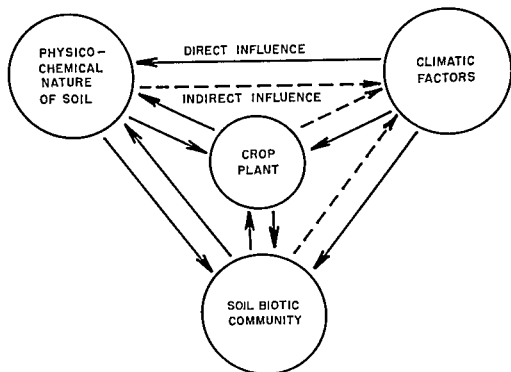 PHYSICO-
CHEMICAL
NATURE
OF SOIL
DIRECT INFLUENCE
INDIRECT INFLUENCE
CLIMATIC
FACTORS
CROP
PLANT
SOIL BIOTIC
COMMUNITY